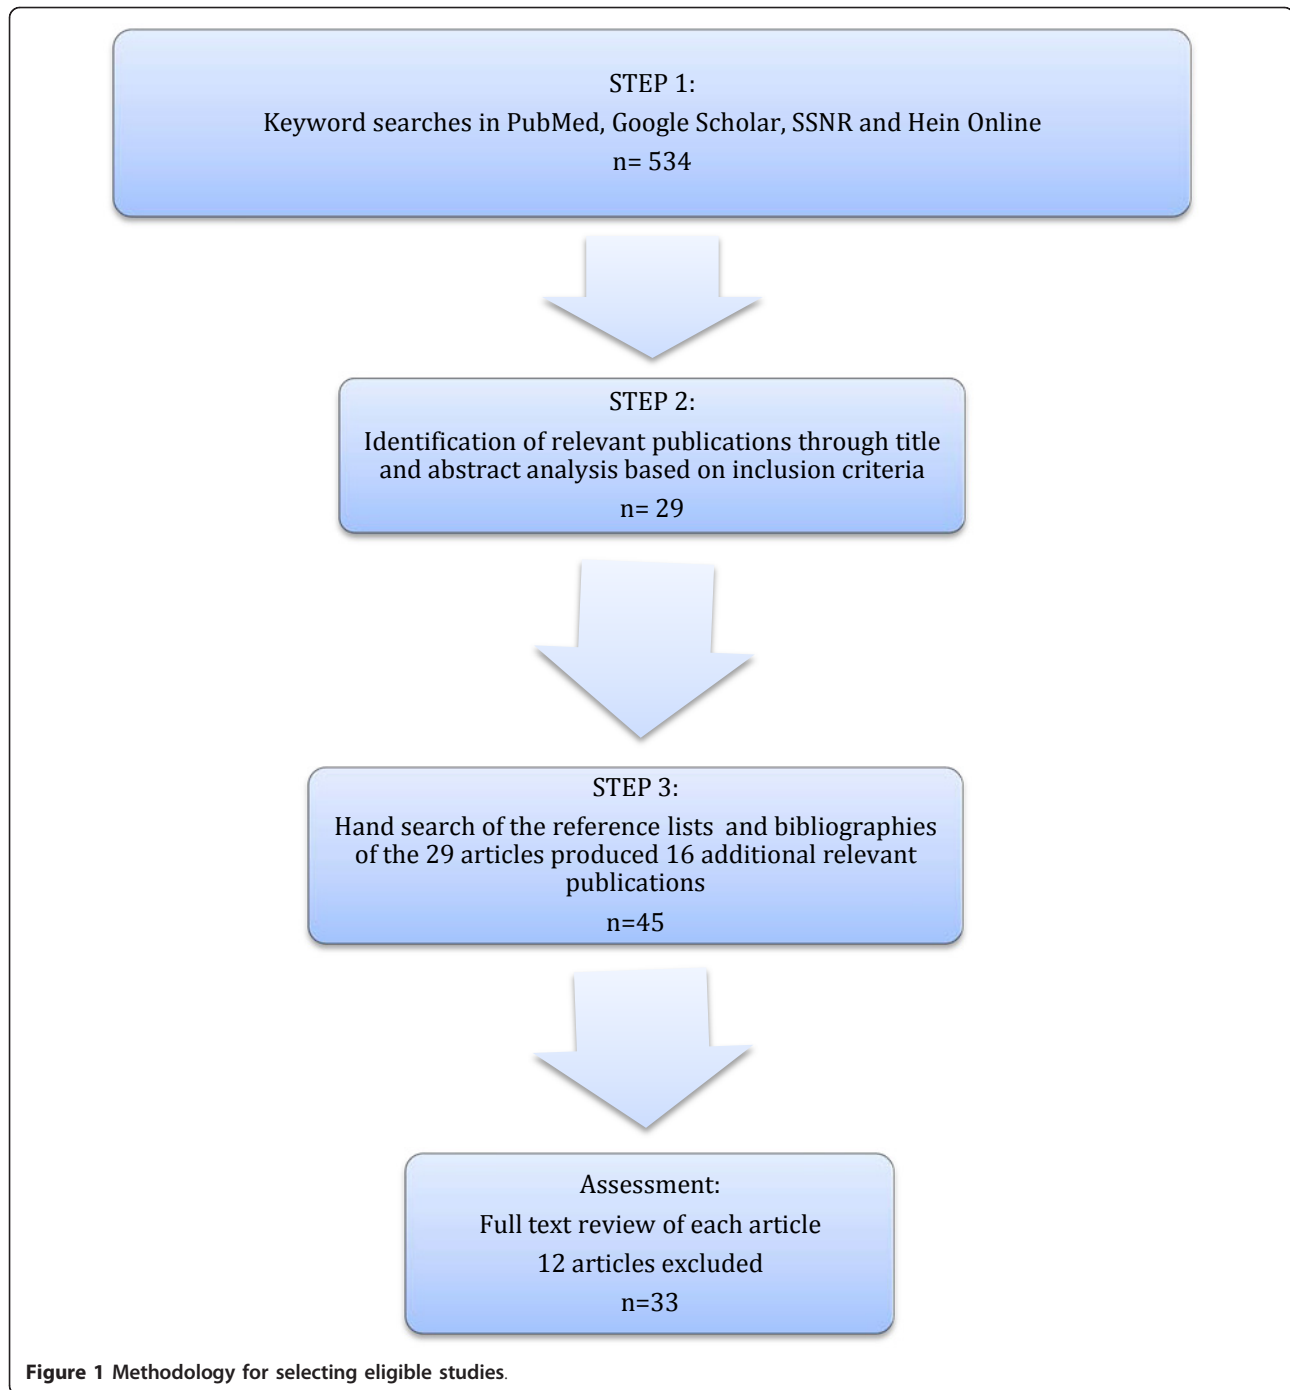 STEP 1:
Keyword searches in PubMed, Google Scholar, SSNR and Hein Online
n= 534
STEP 2:
Identification of relevant publications through title
and abstract analysis based on inclusion criteria
n= 29
STEP 3:
Hand search of the reference lists  and bibliographies
of the 29 articles produced 16 additional relevant
publications
n=45
Assessment:
Full text review of each article
12 articles excluded
n=33
Figure 1 Methodology for selecting eligible studies.